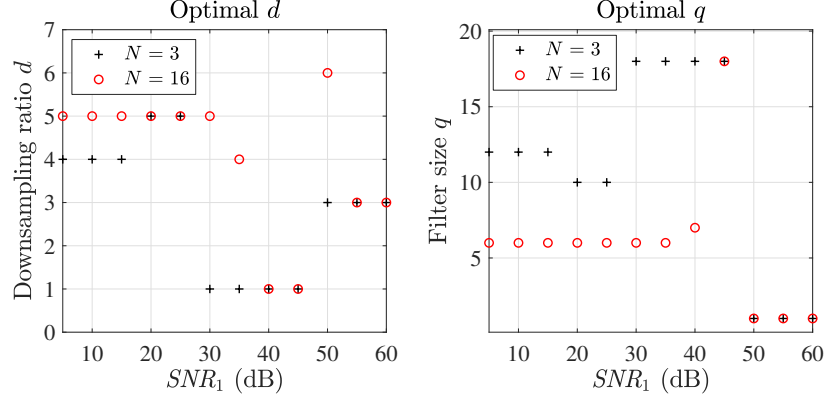 Optimal d
7
6
5
4
3
2
1
0
10 20 30 40 50 60
Downsampling ratio d
SNR₁ (dB)
N = 3
N = 16
Optimal q
20
15
10
5
10 20 30 40 50 60
Filter size q
SNR₁ (dB)
N = 3
N = 16